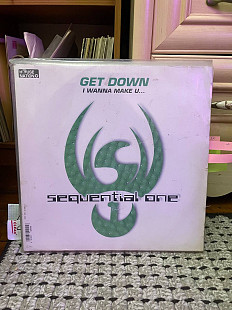 GET DOWN
I WANNA MAKE U...
sequential one